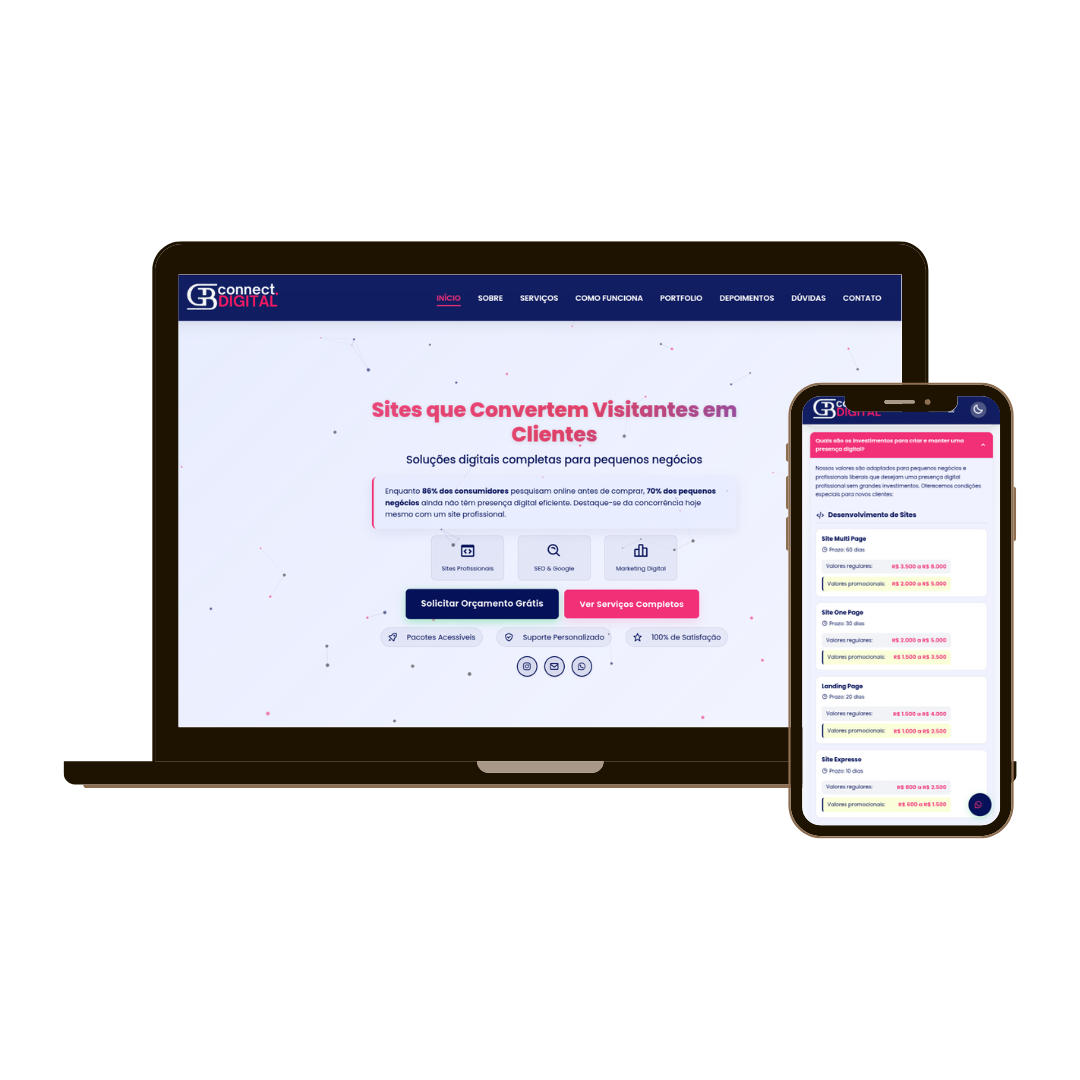 GB connect.
DIGITAL
INÍCIO SOBRE SERVIÇOS COMO FUNCIONA PORTFOLIO DEPOIMENTOS DÚVIDAS CONTATO
Sites que Convertem Visitantes em
Clientes
Soluções digitais completas para pequenos negócios
Enquanto 86% dos consumidores pesquisam online antes de comprar, 70% dos pequenos
negócios ainda não têm presença digital eficiente. Destaque-se da concorrência hoje
mesmo com um site profissional.
Sites Profissionais SEO & Google Marketing Digital
Solicitar Orçamento Grátis Ver Serviços Completos
Pacotes Acessíveis Suporte Personalizado 100% de Satisfação
GB
DIGITAL
Quais são os investimentos para criar e manter uma
presença digital?
Nossos valores são adaptados para pequenos negócios e
profissionais liberais que desejam uma presença digital
profissional sem grandes investimentos. Oferecemos condições
especiais para novos clientes:
</> Desenvolvimento de Sites
Site Multi Page
Prazo: 60 dias
Valores regulares: R$ 3.500 a R$ 8.000
Valores promocionais: R$ 2.000 a R$ 5.000
Site One Page
Prazo: 30 dias
Valores regulares: R$ 2.000 a R$ 5.000
Valores promocionais: R$ 1.500 a R$ 3.500
Landing Page
Prazo: 20 dias
Valores regulares: R$ 1.500 a R$ 4.000
Valores promocionais: R$ 1.000 a R$ 2.500
Site Expresso
Prazo: 10 dias
Valores regulares: R$ 800 a R$ 2.500
Valores promocionais: R$ 600 a R$ 1.500